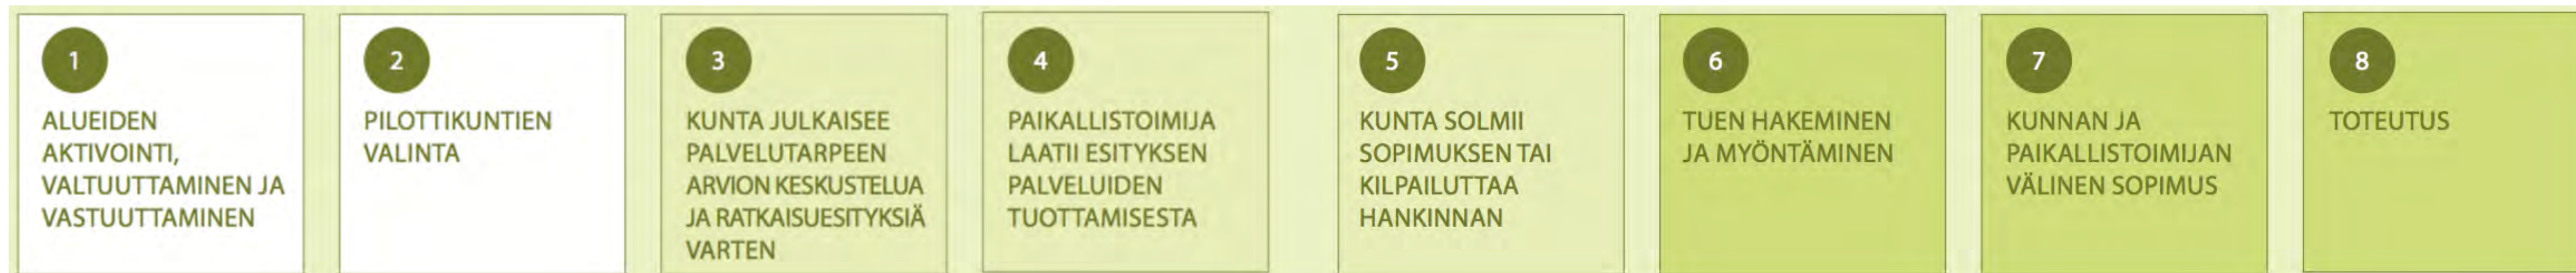 1
ALUEIDEN
AKTIVOINTI,
VALTUUTTAMINEN JA
VASTUUTTAMINEN
2
PILOTTIKUNTIEN
VALINTA
3
KUNTA JULKAISEE
PALVELUTARPEEN
ARVION KESKUSTELUA
JA RATKAISUESITYKSIÄ
VARTEN
4
PAIKALLISTOIMIJA
LAATII ESITYKSEN
PALVELUIDEN
TUOTTAMISESTA
5
KUNTA SOLMII
SOPIMUKSEN TAI
KILPAILUTTAA
HANKINNAN
6
TUEN HAKEMINEN
JA MYÖNTÄMINEN
7
KUNNAN JA
PAIKALLISTOIMIJAN
VÄLINEN SOPIMUS
8
TOTEUTUS